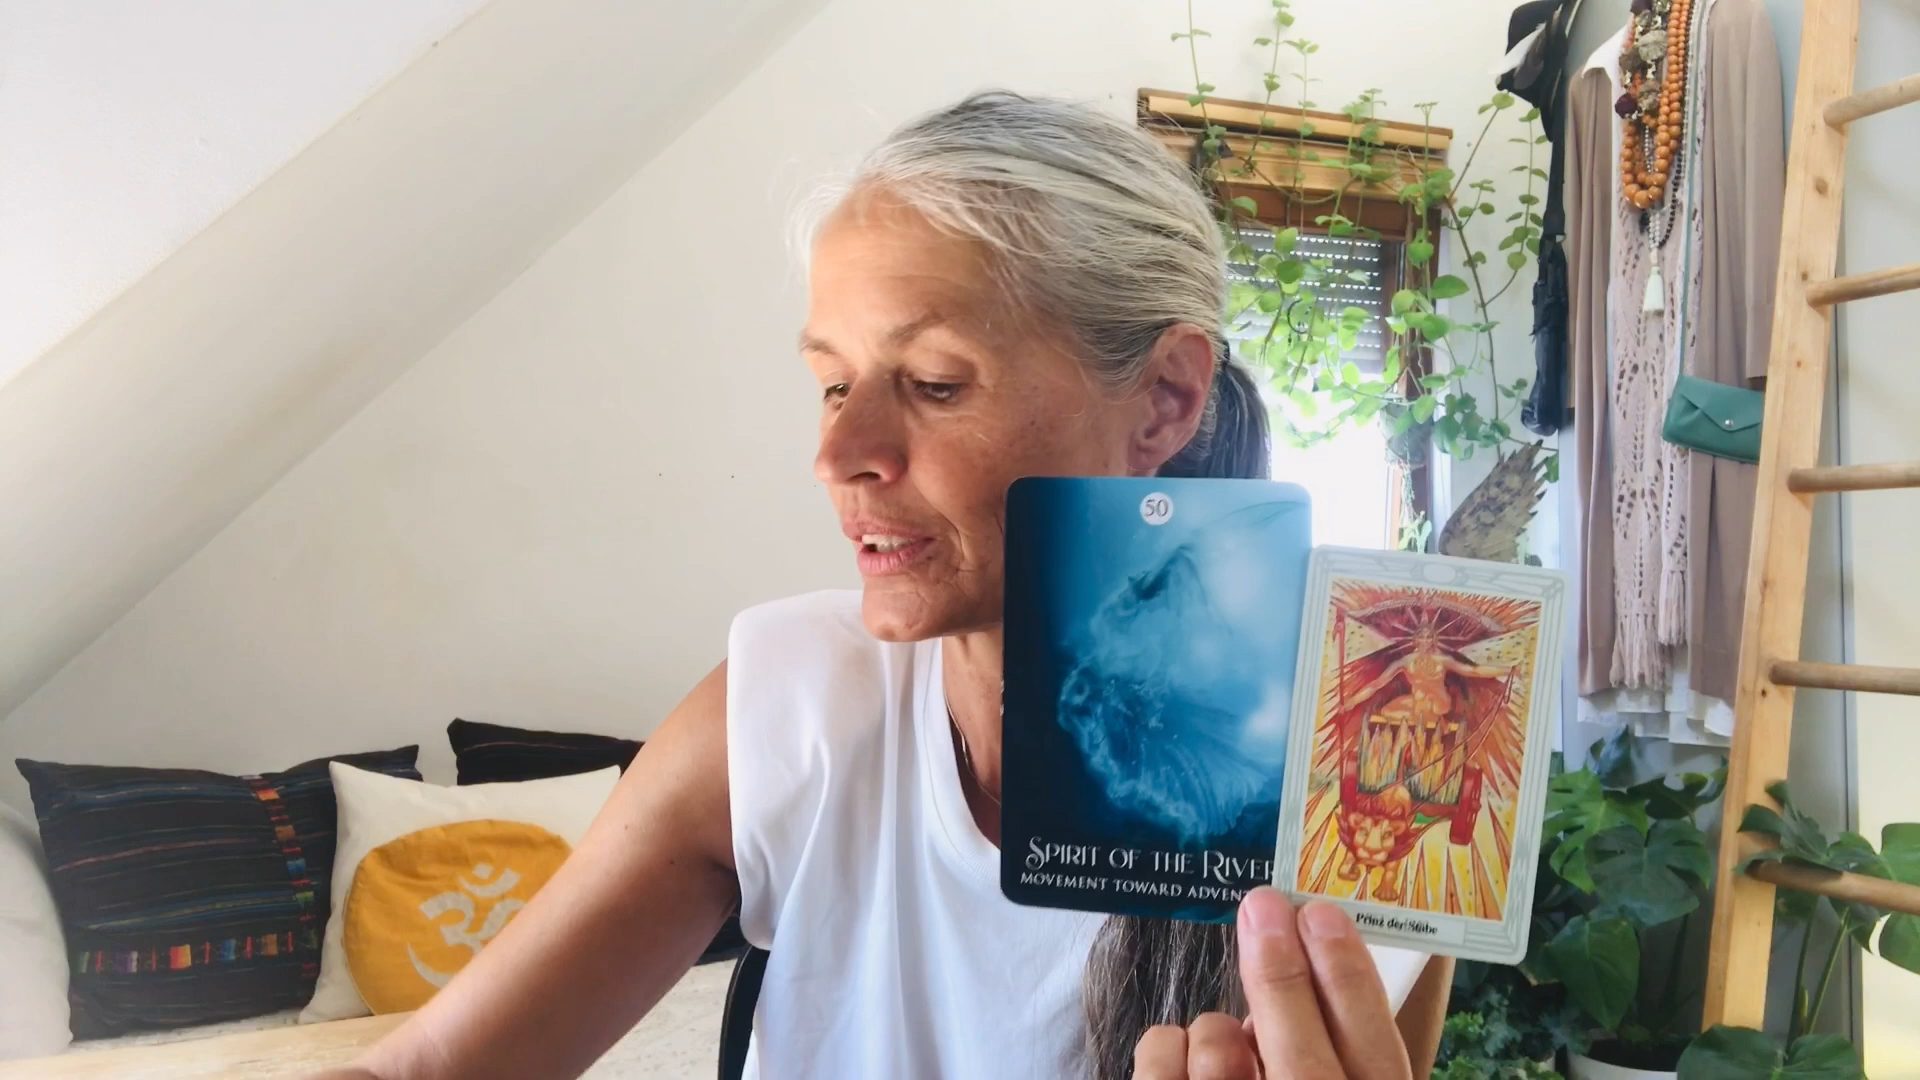 50
SPIRIT OF THE RIVER
MOVEMENT TOWARD ADVENT
Prinz der Stäbe
ॐ